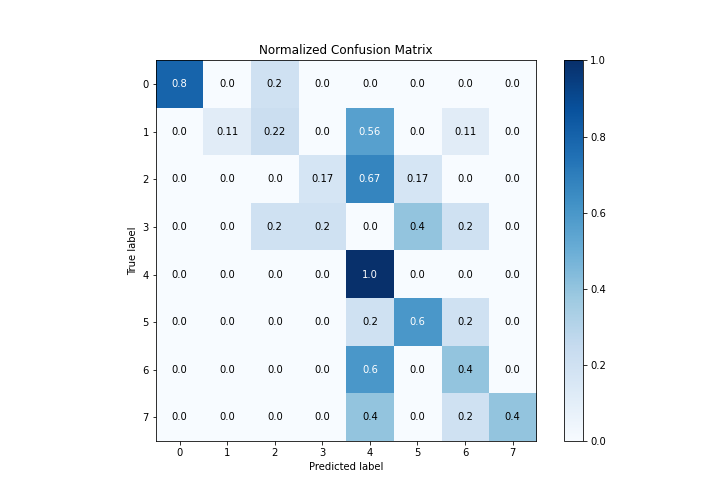 Normalized Confusion Matrix
0 0.8 0.0 0.2 0.0 0.0 0.0 0.0 0.0
1 0.0 0.11 0.22 0.0 0.56 0.0 0.11 0.0
2 0.0 0.0 0.0 0.17 0.67 0.17 0.0 0.0
3 0.0 0.0 0.2 0.2 0.0 0.4 0.2 0.0
4 0.0 0.0 0.0 0.0 1.0 0.0 0.0 0.0
5 0.0 0.0 0.0 0.0 0.2 0.6 0.2 0.0
6 0.0 0.0 0.0 0.0 0.6 0.0 0.4 0.0
7 0.0 0.0 0.0 0.0 0.4 0.0 0.2 0.4
0 1 2 3 4 5 6 7
Predicted label
True label
1.0
0.8
0.6
0.4
0.2
0.0